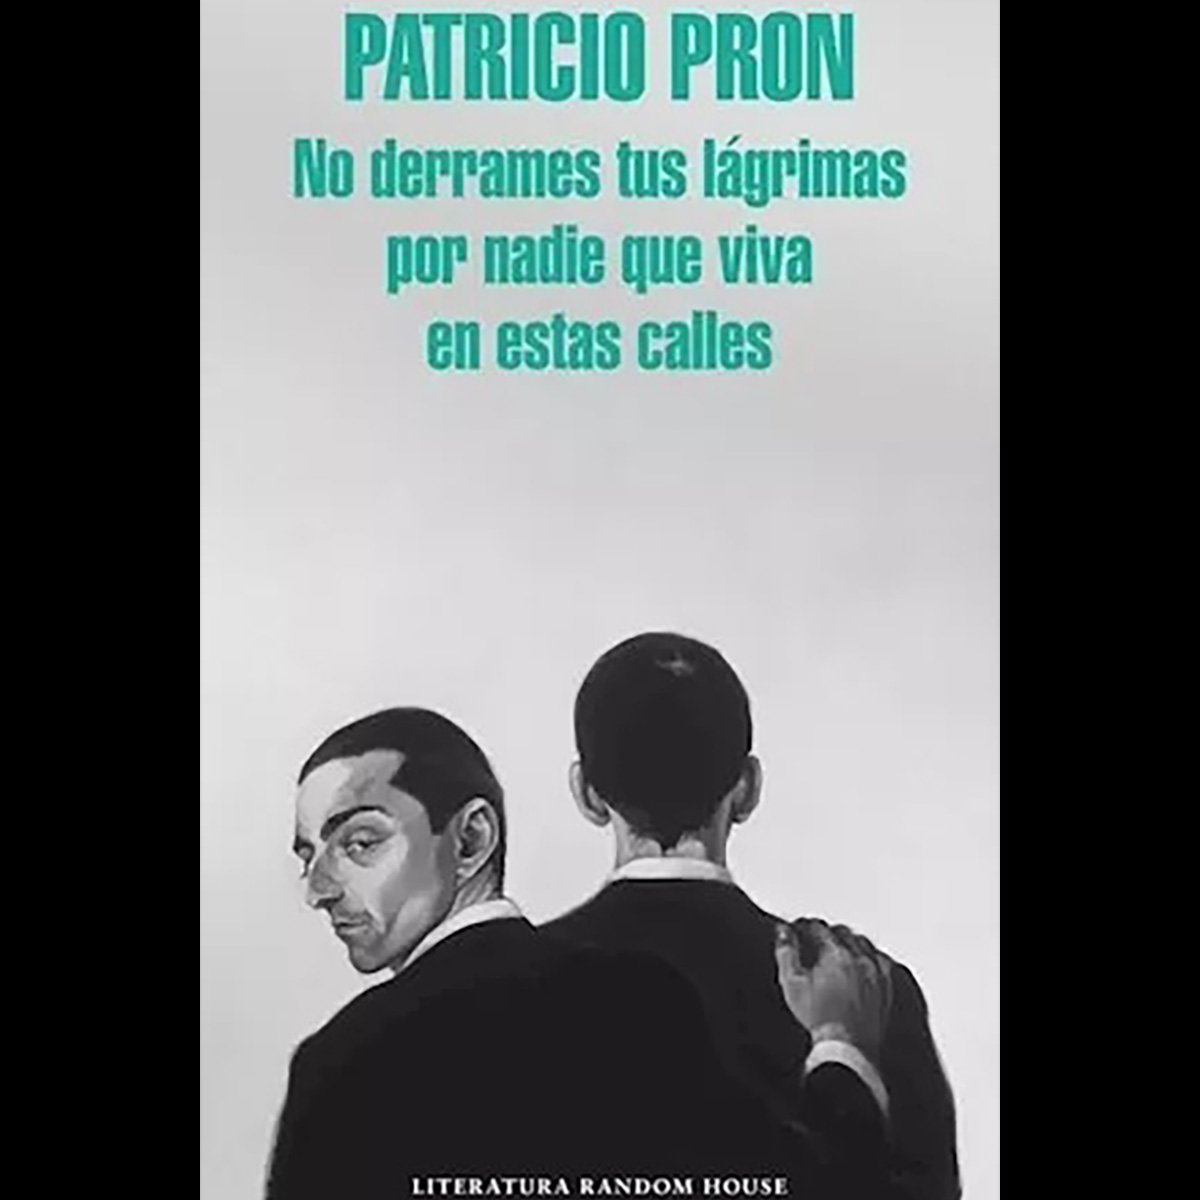 PATRICIO PRON
No derrames tus lágrimas
por nadie que viva
en estas calles
LITERATURA RANDOM HOUSE